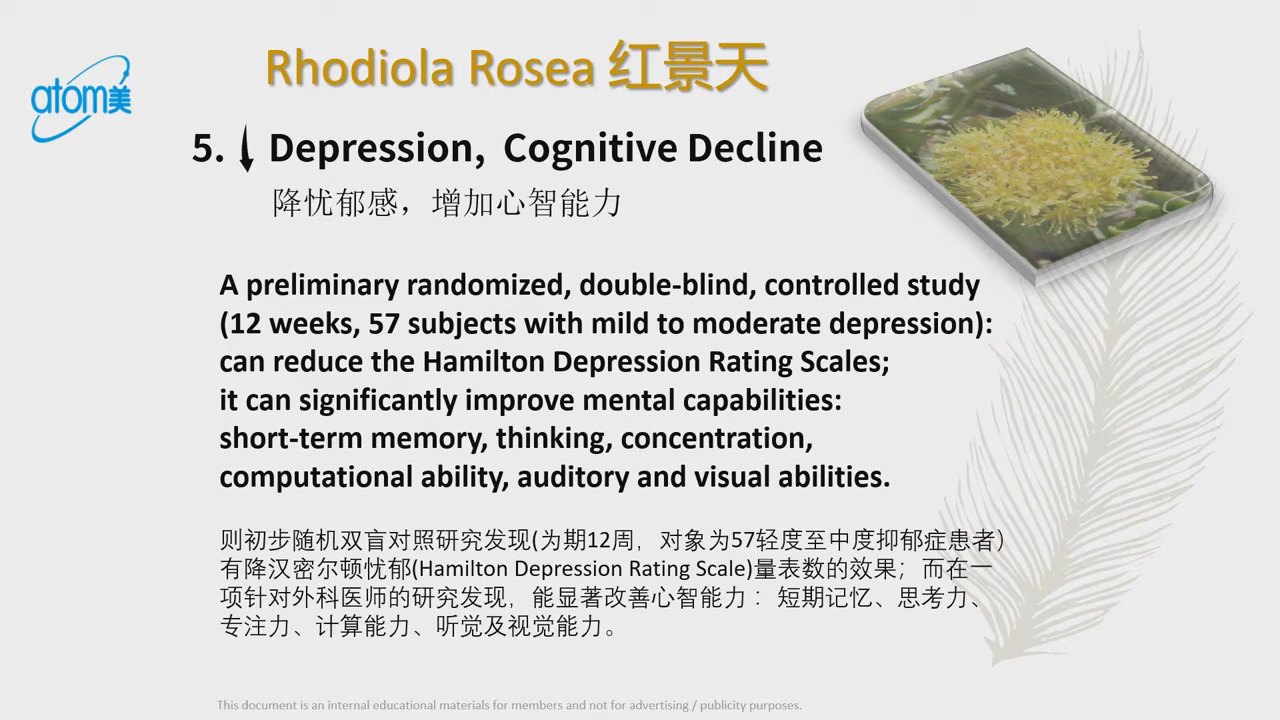 atom美
Rhodiola Rosea 红景天
5. Depression, Cognitive Decline
降忧郁感，增加心智能力
A preliminary randomized, double-blind, controlled study
(12 weeks, 57 subjects with mild to moderate depression):
can reduce the Hamilton Depression Rating Scales;
it can significantly improve mental capabilities:
short-term memory, thinking, concentration,
computational ability, auditory and visual abilities.
则初步随机双盲对照研究发现(为期12周，对象为57轻度至中度抑郁症患者)
有降汉密尔顿忧郁(Hamilton Depression Rating Scale)量表数的效果；而在一
项针对外科医师的研究发现，能显著改善心智能力：短期记忆、思考力、
专注力、计算能力、听觉及视觉能力。
This document is an internal educational materials for members and not for advertising / publicity purposes.